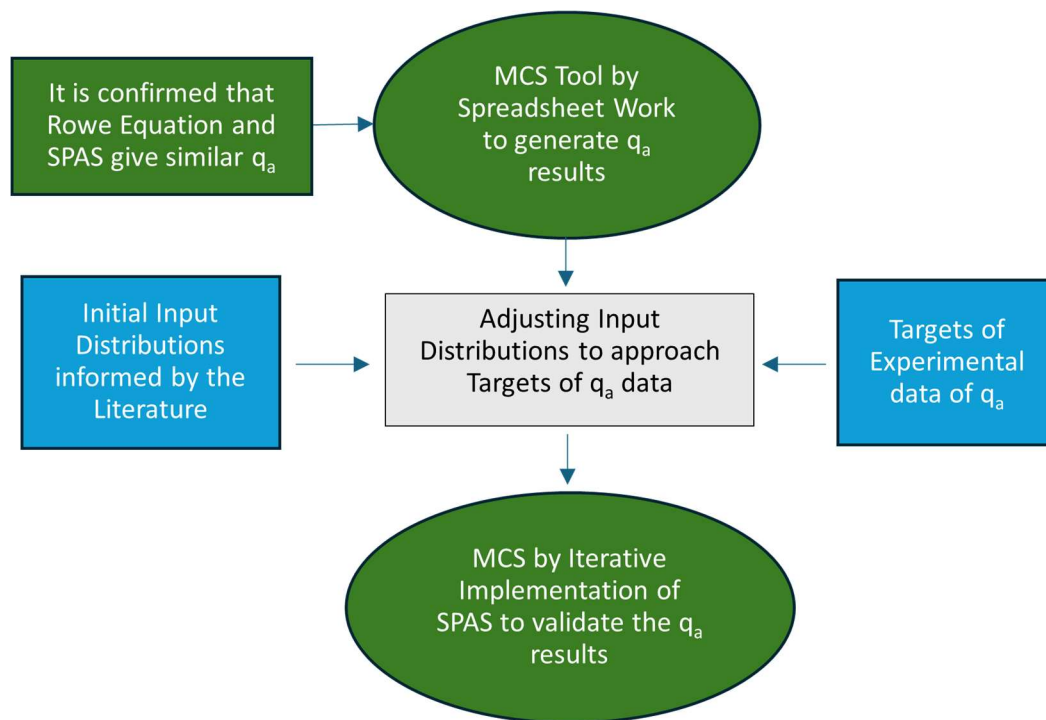 It is confirmed that
Rowe Equation and
SPAS give similar qₐ
MCS Tool by
Spreadsheet Work
to generate qₐ
results
Initial Input
Distributions
informed by the
Literature
Adjusting Input
Distributions to approach
Targets of qₐ data
Targets of
Experimental
data of qₐ
MCS by Iterative
Implementation of
SPAS to validate the qₐ
results